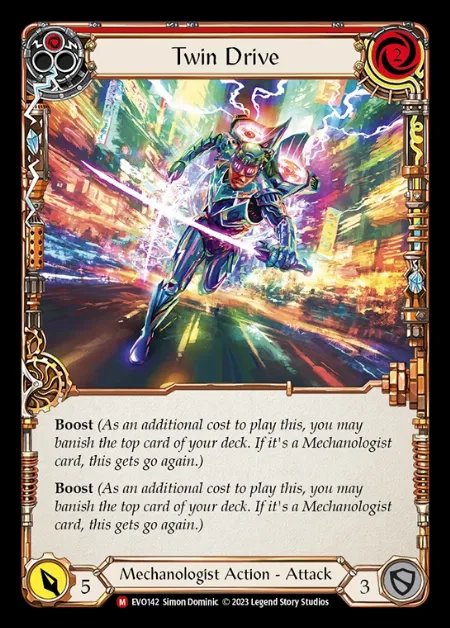 Twin Drive
2
Boost (As an additional cost to play this, you may
banish the top card of your deck. If it's a Mechanologist
card, this gets go again.)
Boost (As an additional cost to play this, you may
banish the top card of your deck. If it's a Mechanologist
card, this gets go again.)
5
Mechanologist Action - Attack
3
M EVO142 Simon Dominic © 2023 Legend Story Studios